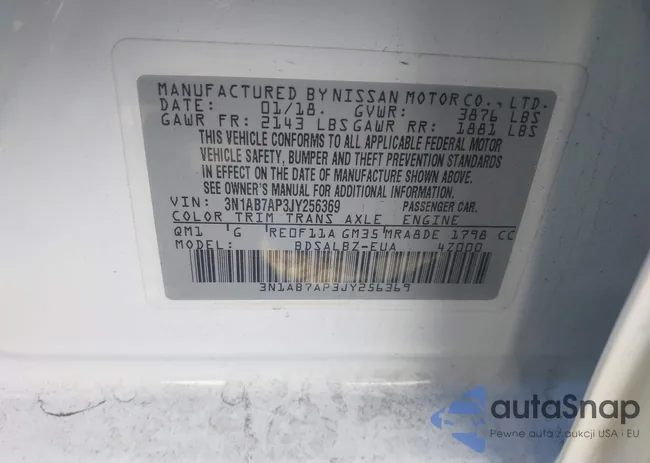 MANUFACTURED BY NISSAN MOTOR CO., LTD.
DATE: 01/18. GVWR: 3876 LBS
GAWR FR: 2143 LBS GAWR RR: 1881 LBS
THIS VEHICLE CONFORMS TO ALL APPLICABLE FEDERAL MOTOR
VEHICLE SAFETY, BUMPER AND THEFT PREVENTION STANDARDS
IN EFFECT ON THE DATE OF MANUFACTURE SHOWN ABOVE.
SEE OWNER'S MANUAL FOR ADDITIONAL INFORMATION.
VIN: 3N1AB7AP3JY256369 PASSENGER CAR.
COLOR TRIM TRANS AXLE ENGINE
QM1 G RE0F11A GM35 MRA8DE 1798 CC
MODEL: BDSALBZ-EUA 4Z000
3N1AB7AP3JY256369
autaSnap
Pewne auta z aukcji USA i EU